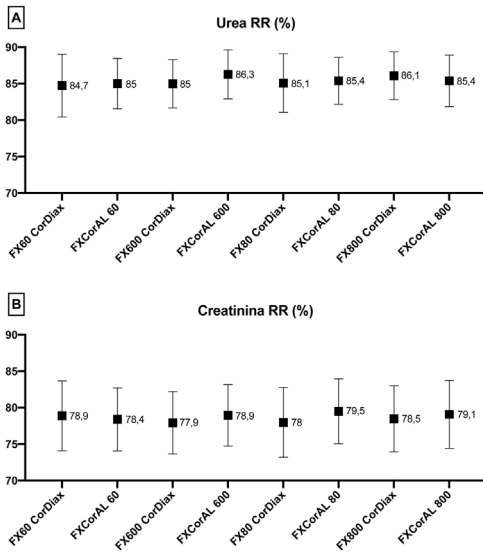 A
Urea RR (%)
90
85
80
75
70
84,7
85
85
86,3
85,1
85,4
86,1
85,4
FX60 CorDiax
FXCorAL 60
FX600 CorDiax
FXCorAL 600
FX80 CorDiax
FXCorAL 80
FX800 CorDiax
FXCorAL 800
B
Creatinina RR (%)
90
85
80
75
70
78,9
78,4
77,9
78,9
78
79,5
78,5
79,1
FX60 CorDiax
FXCorAL 60
FX600 CorDiax
FXCorAL 600
FX80 CorDiax
FXCorAL 80
FX800 CorDiax
FXCorAL 800